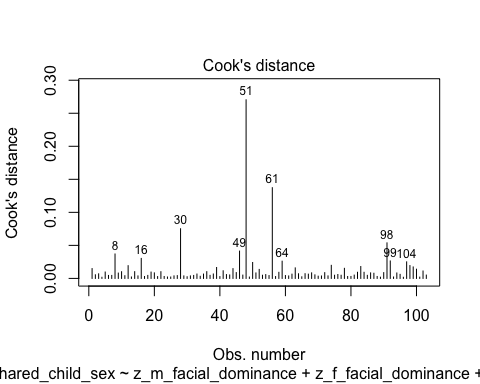 Cook's distance
0.30
0.20
0.10
0.00
Cook's distance
51
61
30
98
49
8
16
64
99
104
0 20 40 60 80 100
Obs. number
hared_child_sex ~ z_m_facial_dominance + z_f_facial_dominance +